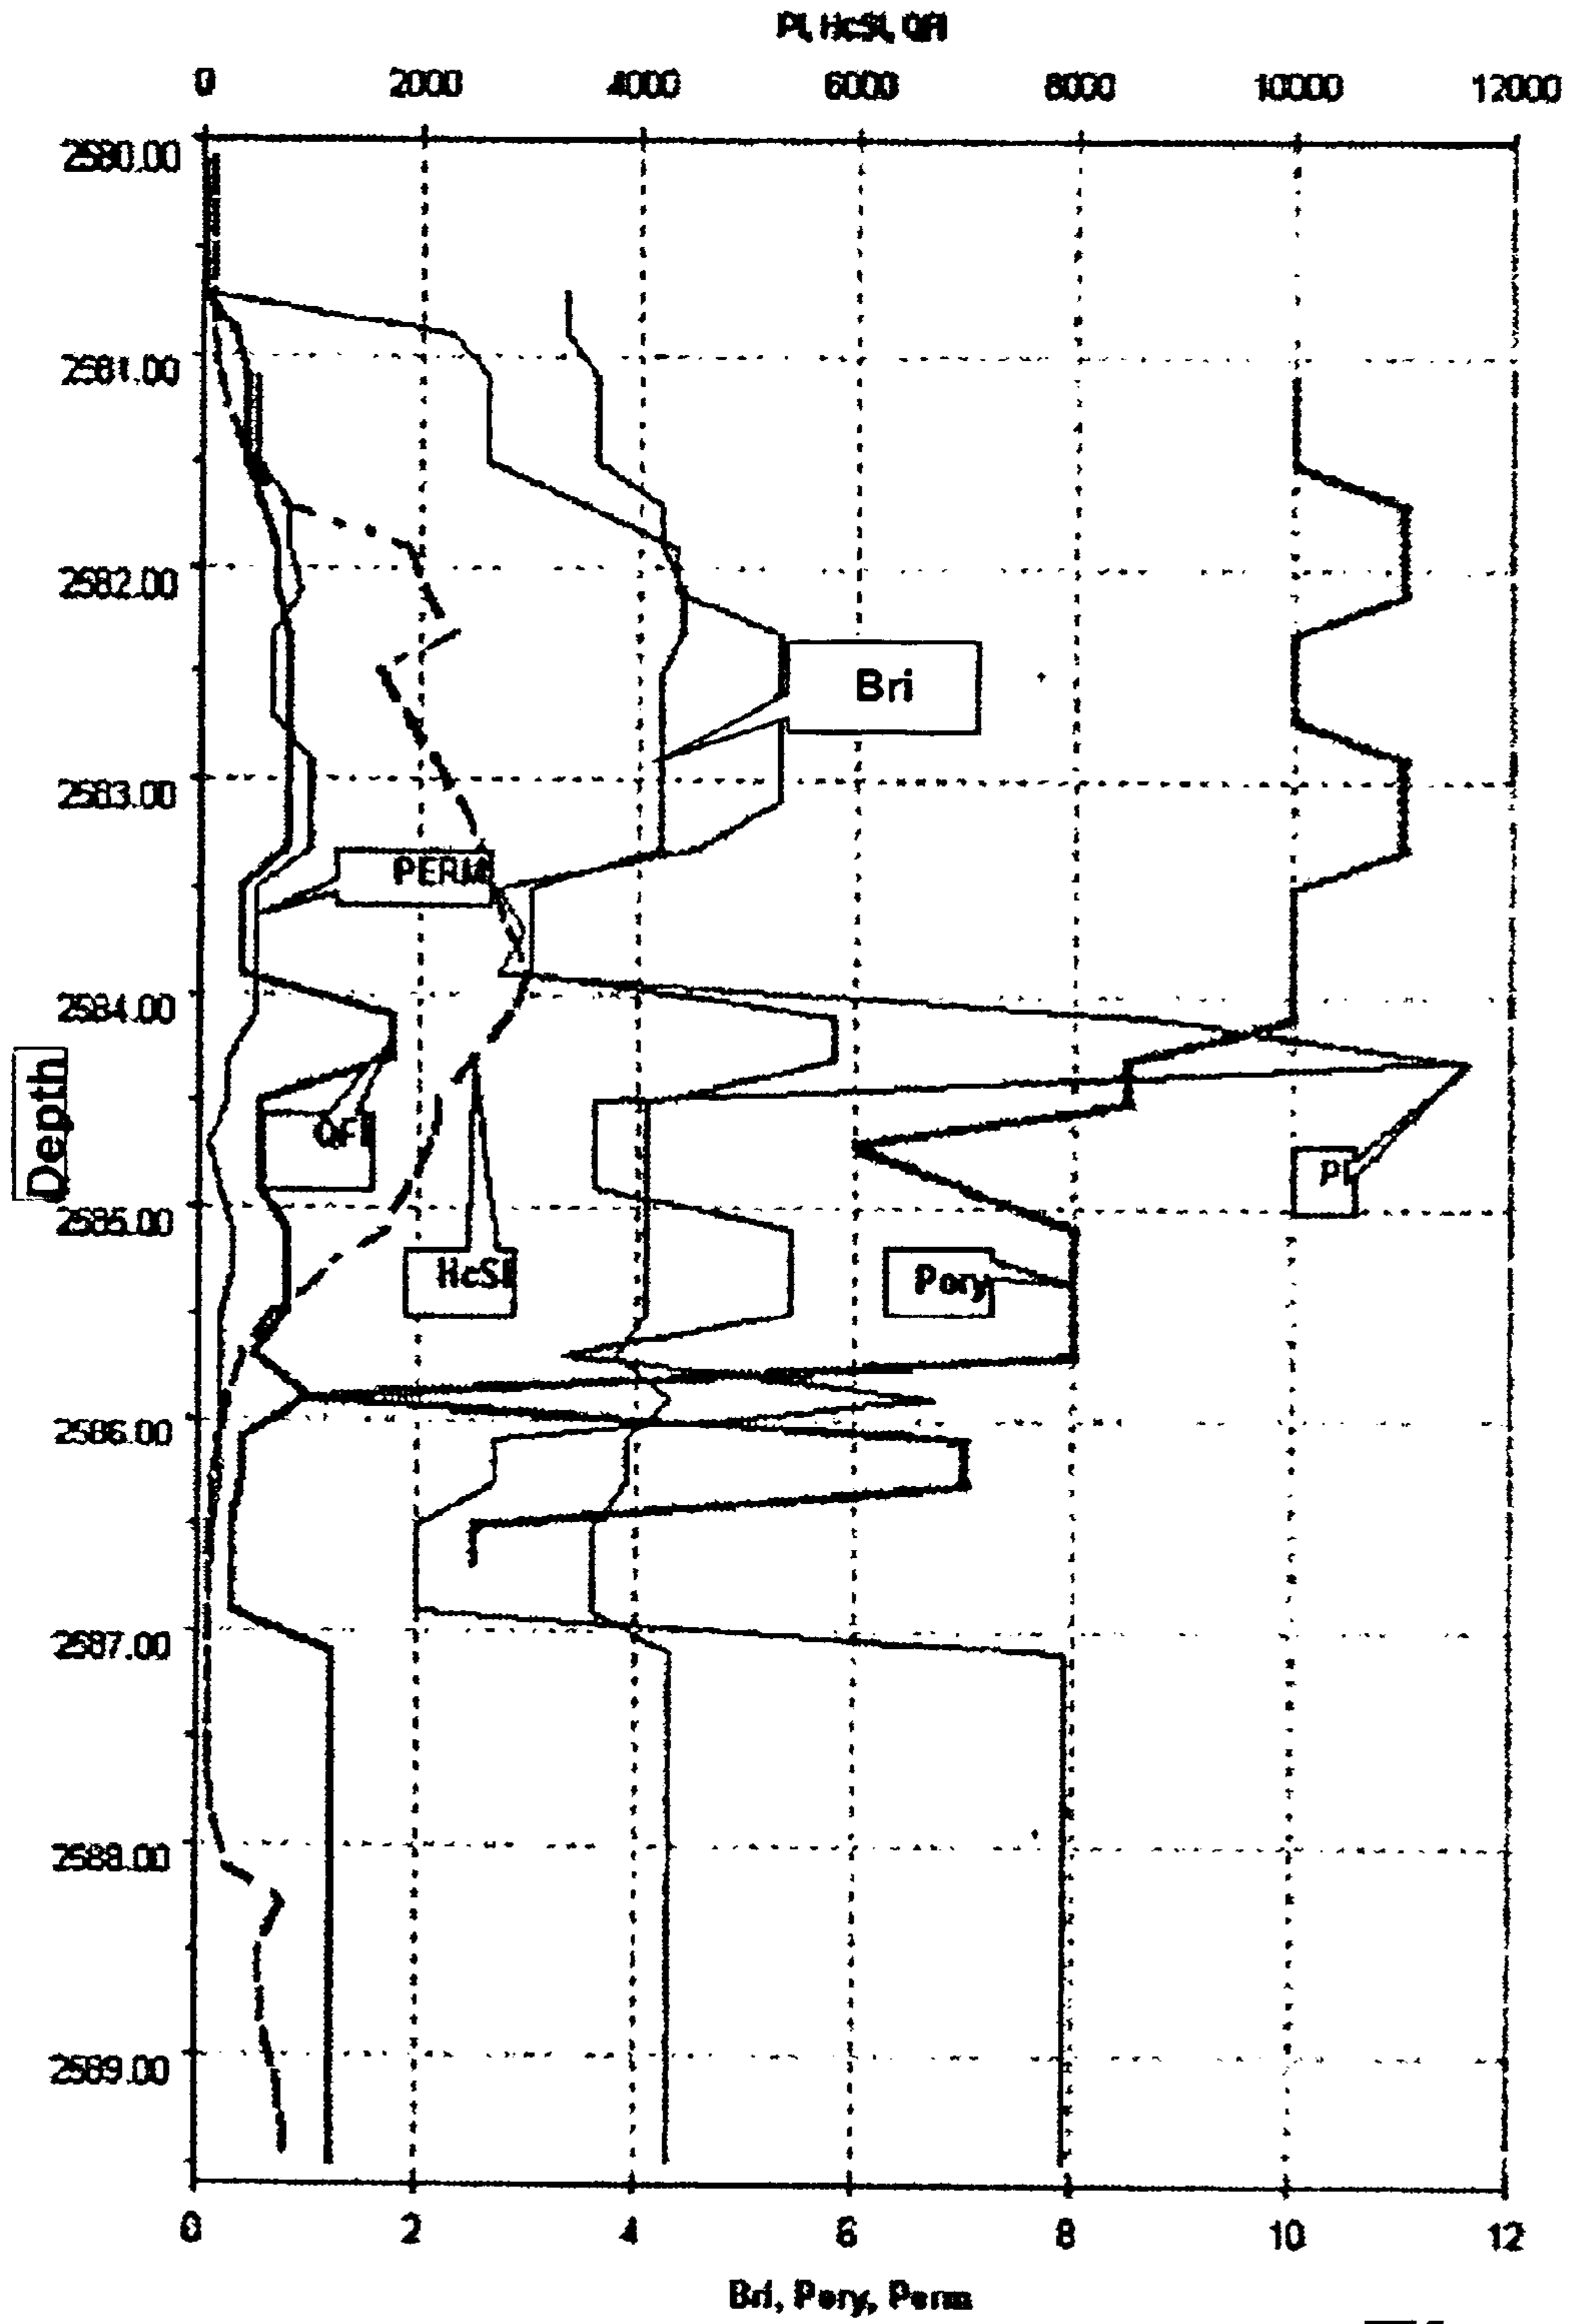 PI, HcSI, QFI
0 2000 4000 6000 8000 10000 12000
2580.00
2581.00
2582.00
Bri
2583.00
PERM
2584.00
Depth
QFI
PI
2585.00
HcSI
Pory
2586.00
2587.00
2588.00
2589.00
0 2 4 6 8 10 12
Bri, Pory, Perm